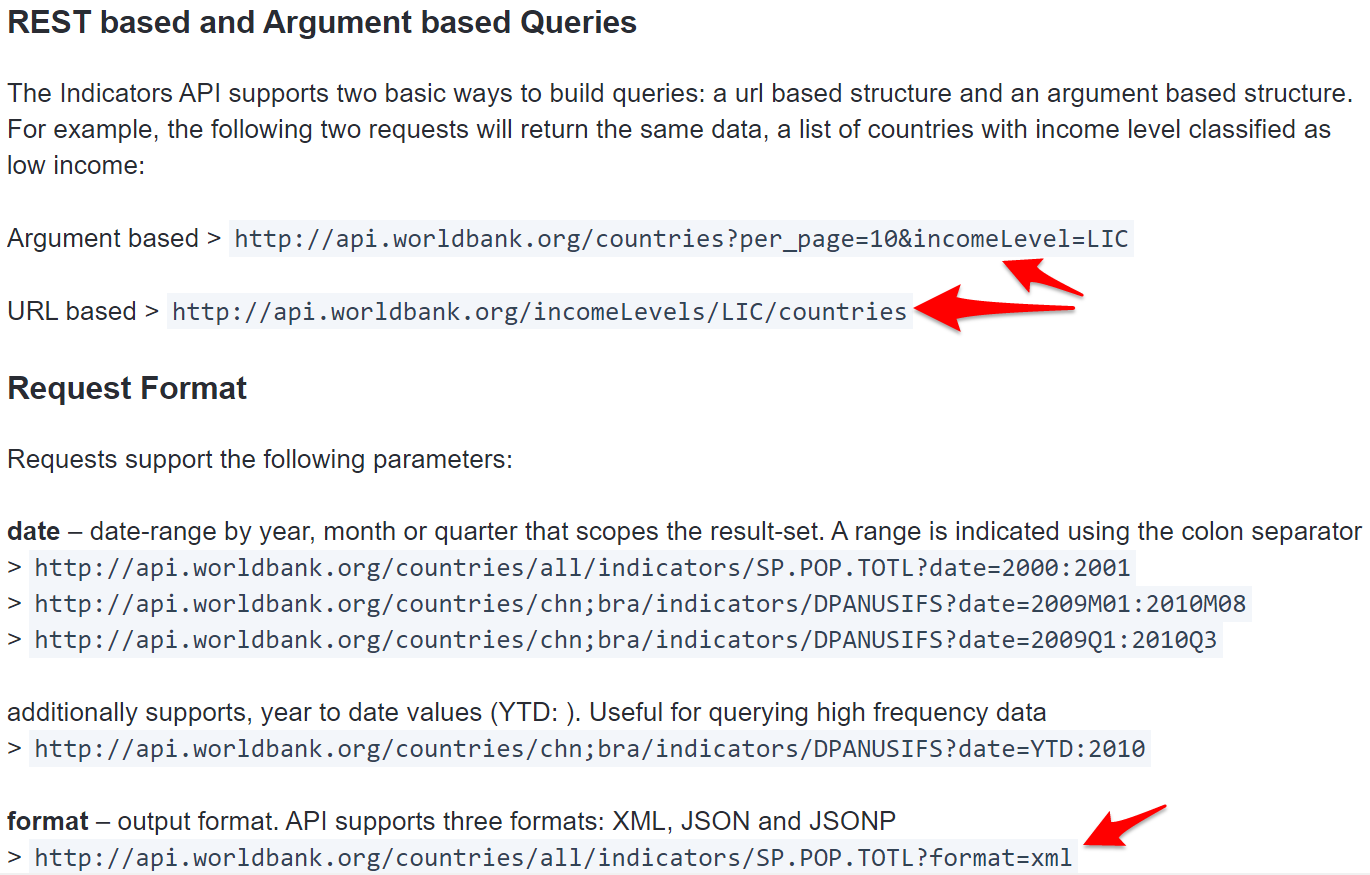 REST based and Argument based Queries
The Indicators API supports two basic ways to build queries: a url based structure and an argument based structure.
For example, the following two requests will return the same data, a list of countries with income level classified as
low income:
Argument based > http://api.worldbank.org/countries?per_page=10&incomeLevel=LIC
URL based > http://api.worldbank.org/incomeLevels/LIC/countries
Request Format
Requests support the following parameters:
date – date-range by year, month or quarter that scopes the result-set. A range is indicated using the colon separator
> http://api.worldbank.org/countries/all/indicators/SP.POP.TOTL?date=2000:2001
> http://api.worldbank.org/countries/chn;bra/indicators/DPANUSIFS?date=2009M01:2010M08
> http://api.worldbank.org/countries/chn;bra/indicators/DPANUSIFS?date=2009Q1:2010Q3
additionally supports, year to date values (YTD: ). Useful for querying high frequency data
> http://api.worldbank.org/countries/chn;bra/indicators/DPANUSIFS?date=YTD:2010
format – output format. API supports three formats: XML, JSON and JSONP
> http://api.worldbank.org/countries/all/indicators/SP.POP.TOTL?format=xml